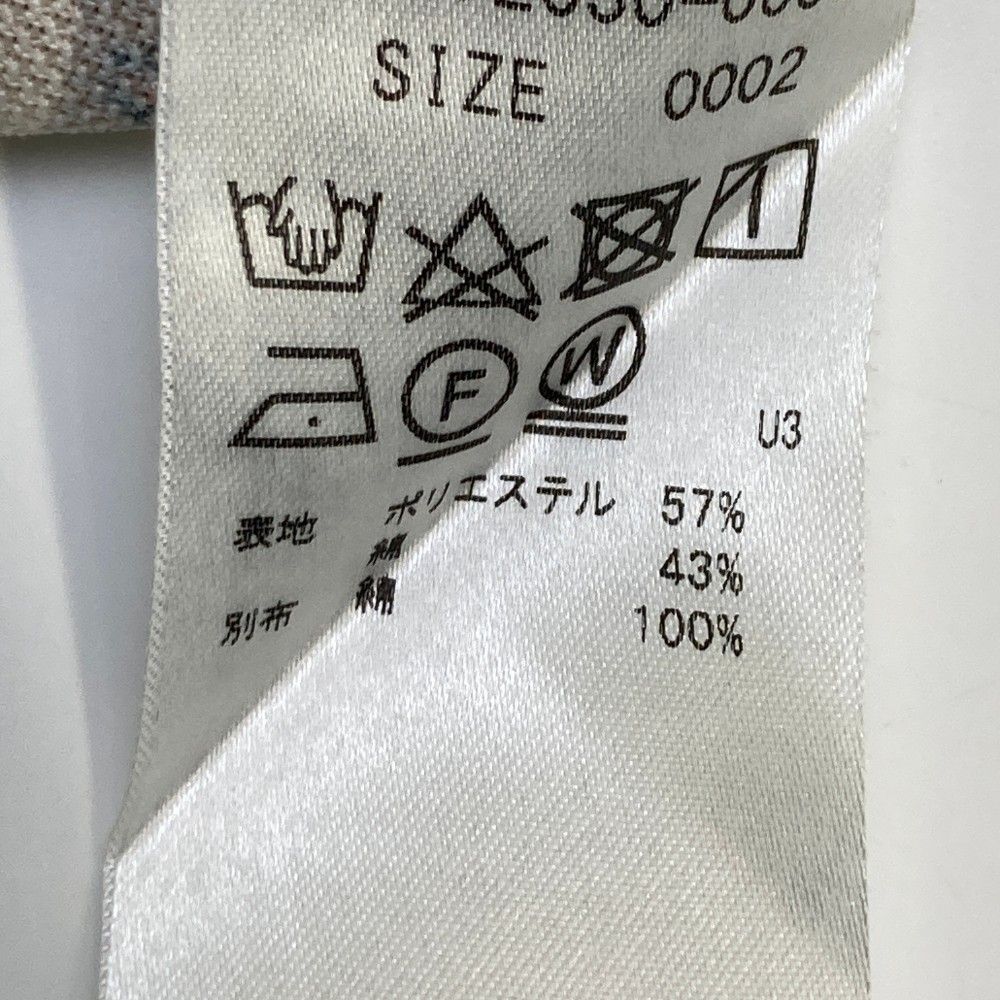 SIZE 0002
F W
U3
表地 ポリエステル 57%
綿 43%
別布 綿 100%